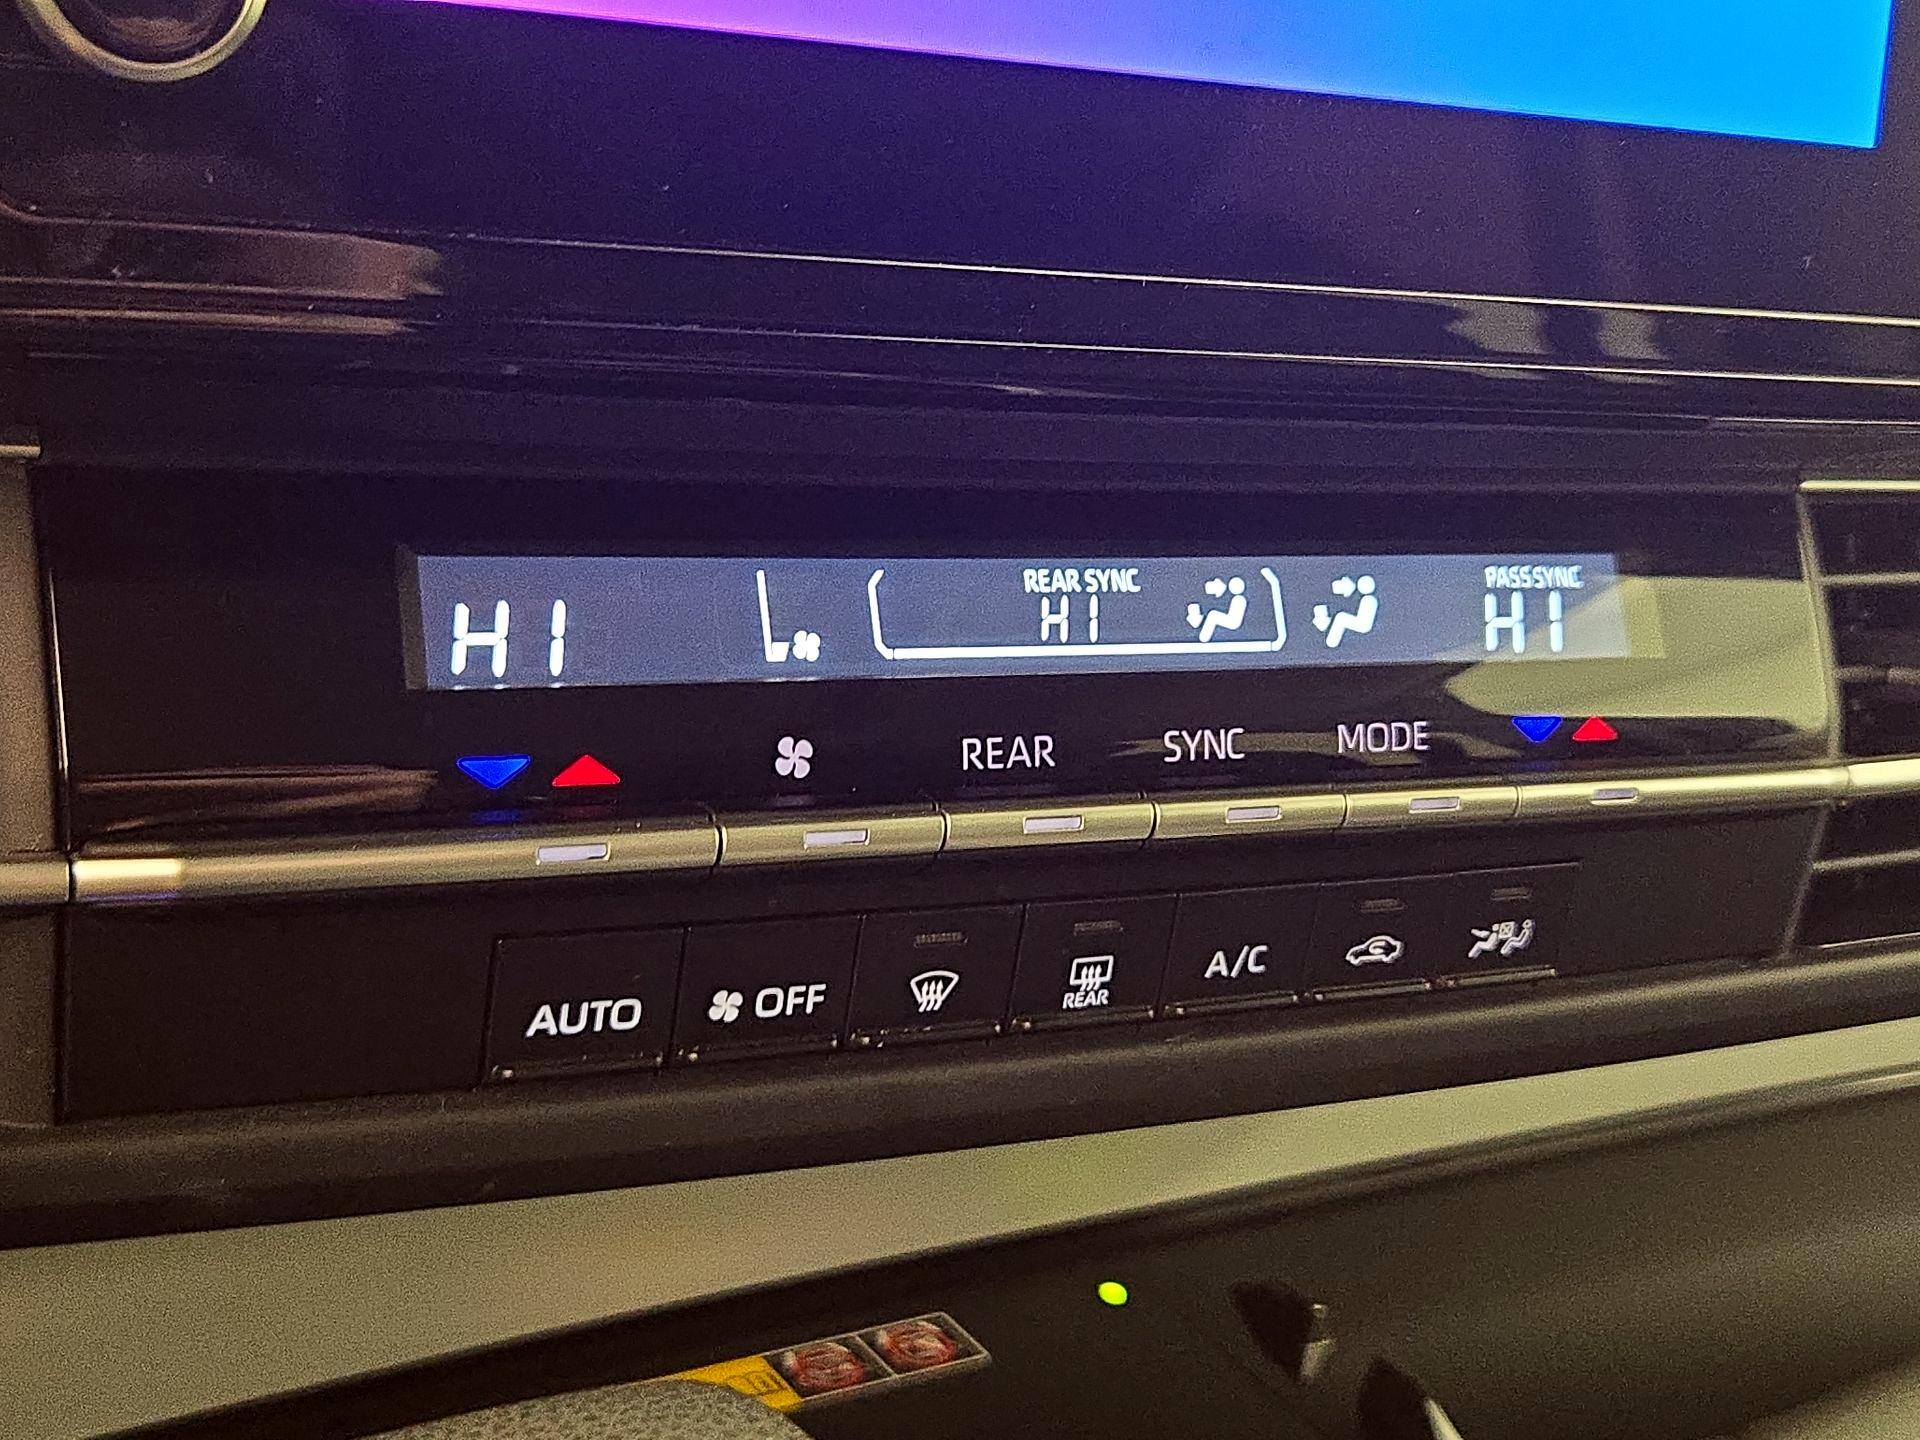 HI
REAR SYNC
HI
PASS SYNC
HI
REAR
SYNC
MODE
AUTO
OFF
REAR
A/C